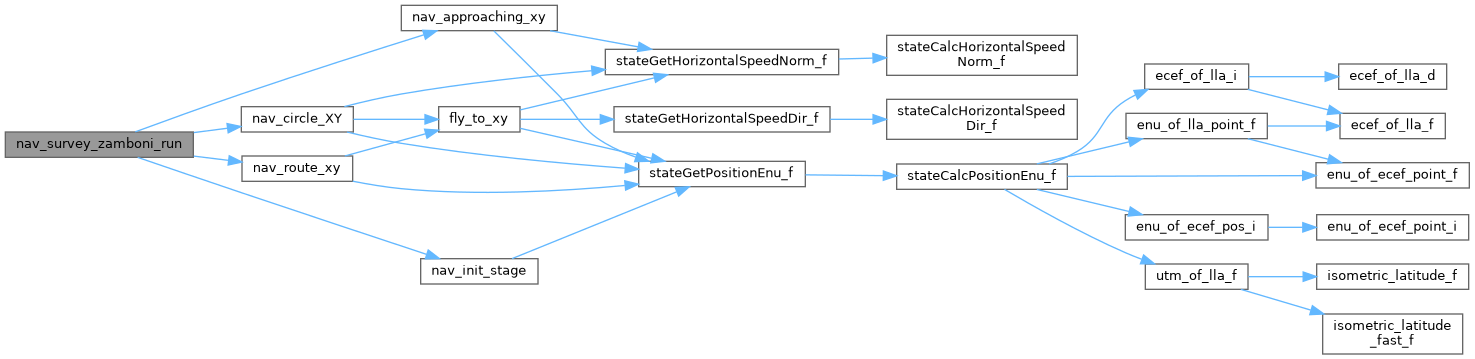 nav_survey_zamboni_run
nav_approaching_xy
nav_circle_XY
nav_route_xy
nav_init_stage
fly_to_xy
stateGetHorizontalSpeedNorm_f
stateGetHorizontalSpeedDir_f
stateGetPositionEnu_f
stateCalcHorizontalSpeed
Norm_f
stateCalcHorizontalSpeed
Dir_f
stateCalcPositionEnu_f
ecef_of_lla_i
enu_of_lla_point_f
enu_of_ecef_pos_i
utm_of_lla_f
ecef_of_lla_d
ecef_of_lla_f
enu_of_ecef_point_f
enu_of_ecef_point_i
isometric_latitude_f
isometric_latitude
_fast_f